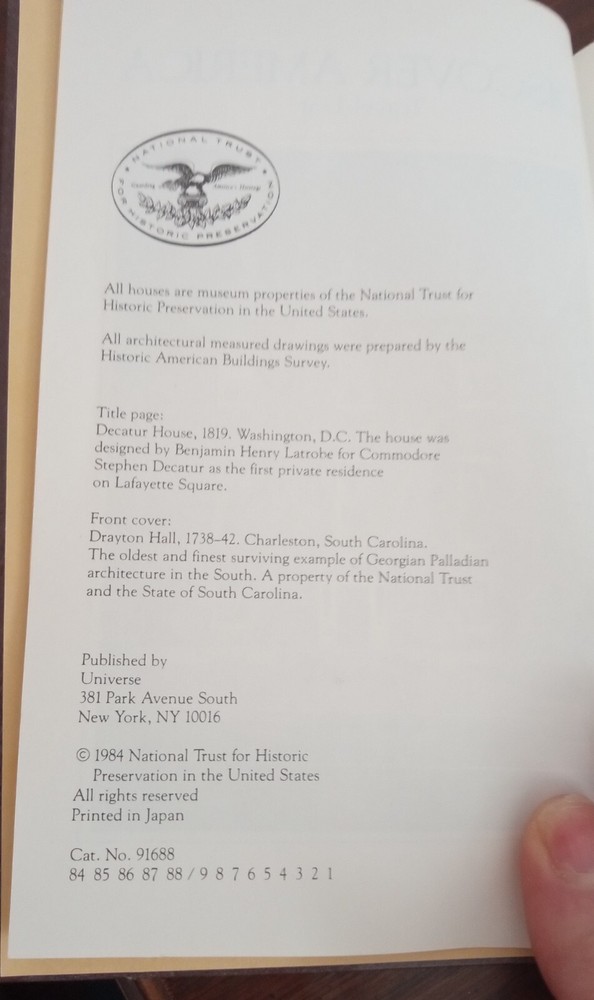 NATIONAL TRUST
FOR HISTORIC PRESERVATION
All houses are museum properties of the National Trust for
Historic Preservation in the United States.
All architectural measured drawings were prepared by the
Historic American Buildings Survey.
Title page:
Decatur House, 1819. Washington, D.C. The house was
designed by Benjamin Henry Latrobe for Commodore
Stephen Decatur as the first private residence
on Lafayette Square.
Front cover:
Drayton Hall, 1738–42. Charleston, South Carolina.
The oldest and finest surviving example of Georgian Palladian
architecture in the South. A property of the National Trust
and the State of South Carolina.
Published by
Universe
381 Park Avenue South
New York, NY 10016
© 1984 National Trust for Historic
Preservation in the United States
All rights reserved
Printed in Japan
Cat. No. 91688
84 85 86 87 88 / 9 8 7 6 5 4 3 2 1